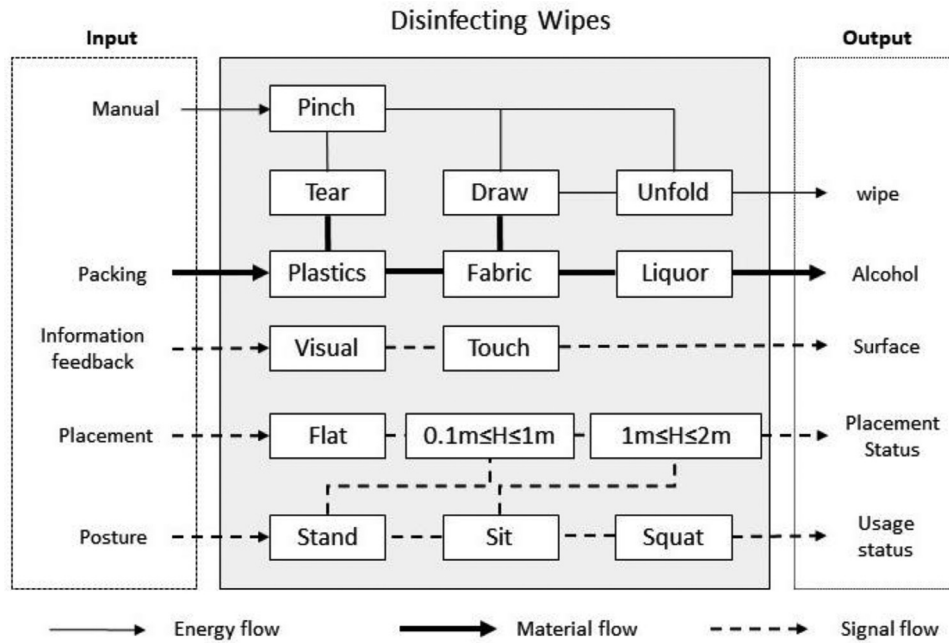 Disinfecting Wipes
Input
Output
Manual
Pinch
Tear
Draw
Unfold
wipe
Packing
Plastics
Fabric
Liquor
Alcohol
Information
feedback
Visual
Touch
Surface
Placement
Flat
0.1m≤H≤1m
1m≤H≤2m
Placement
Status
Posture
Stand
Sit
Squat
Usage
status
Energy flow
Material flow
Signal flow